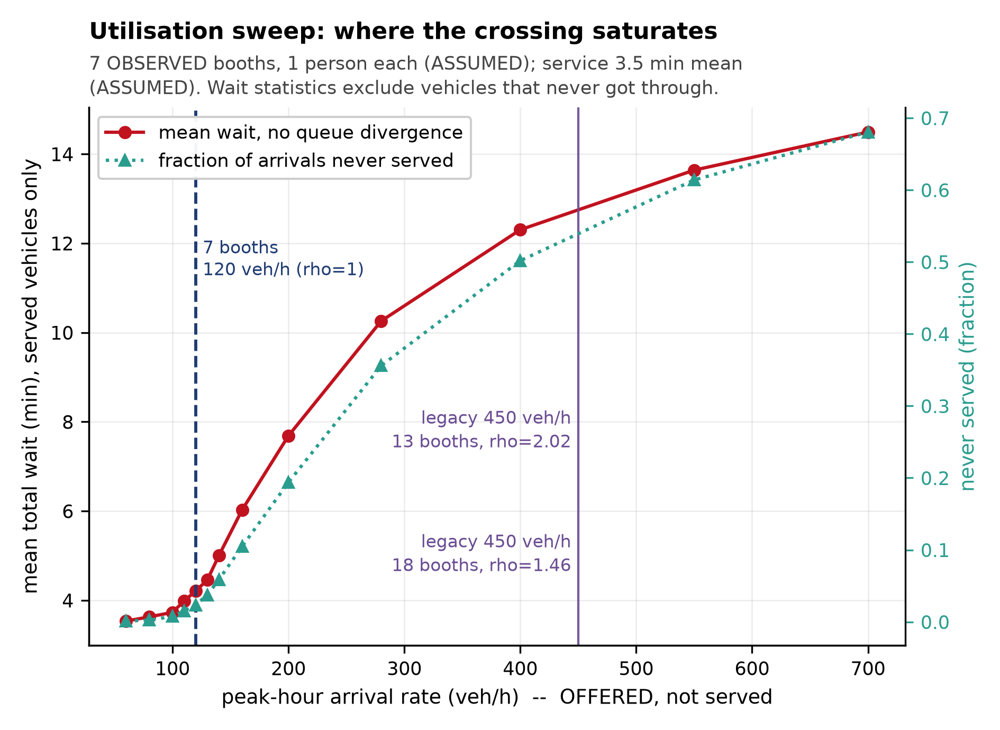 Utilisation sweep: where the crossing saturates
7 OBSERVED booths, 1 person each (ASSUMED); service 3.5 min mean
(ASSUMED). Wait statistics exclude vehicles that never got through.
mean wait, no queue divergence
fraction of arrivals never served
7 booths
120 veh/h (rho=1)
legacy 450 veh/h
13 booths, rho=2.02
legacy 450 veh/h
18 booths, rho=1.46
mean total wait (min), served vehicles only
14
12
10
8
6
4
never served (fraction)
0.7
0.6
0.5
0.4
0.3
0.2
0.1
0.0
100
200
300
400
500
600
700
peak-hour arrival rate (veh/h)  --  OFFERED, not served